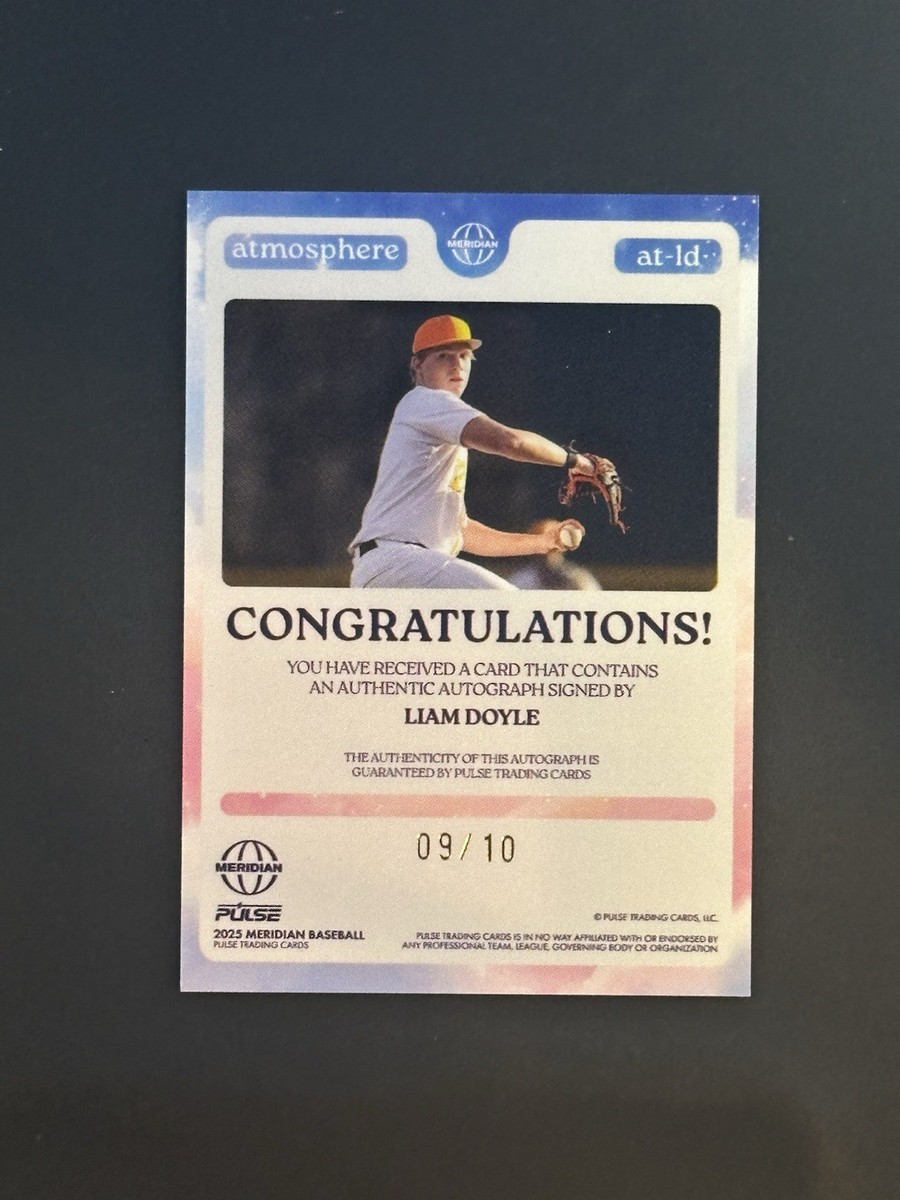 atmosphere
MERIDIAN
at-ld
CONGRATULATIONS!
YOU HAVE RECEIVED A CARD THAT CONTAINS
AN AUTHENTIC AUTOGRAPH SIGNED BY
LIAM DOYLE
THE AUTHENTICITY OF THIS AUTOGRAPH IS
GUARANTEED BY PULSE TRADING CARDS
09/10
MERIDIAN
PULSE
2025 MERIDIAN BASEBALL
PULSE TRADING CARDS
© PULSE TRADING CARDS, LLC.
PULSE TRADING CARDS IS IN NO WAY AFFILIATED WITH OR ENDORSED BY
ANY PROFESSIONAL TEAM, LEAGUE, GOVERNING BODY OR ORGANIZATION